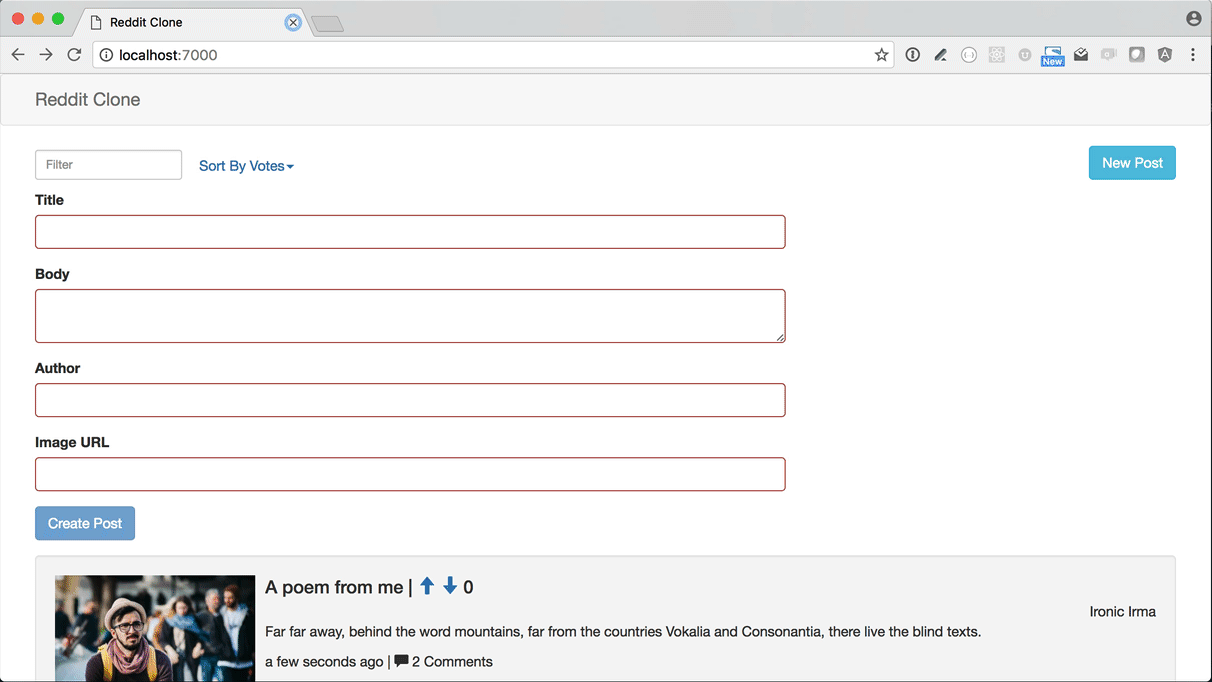 Reddit Clone
localhost:7000
New
Reddit Clone
Filter
Sort By Votes
New Post
Title
Body
Author
Image URL
Create Post
A poem from me | 0
Ironic Irma
Far far away, behind the word mountains, far from the countries Vokalia and Consonantia, there live the blind texts.
a few seconds ago | 2 Comments